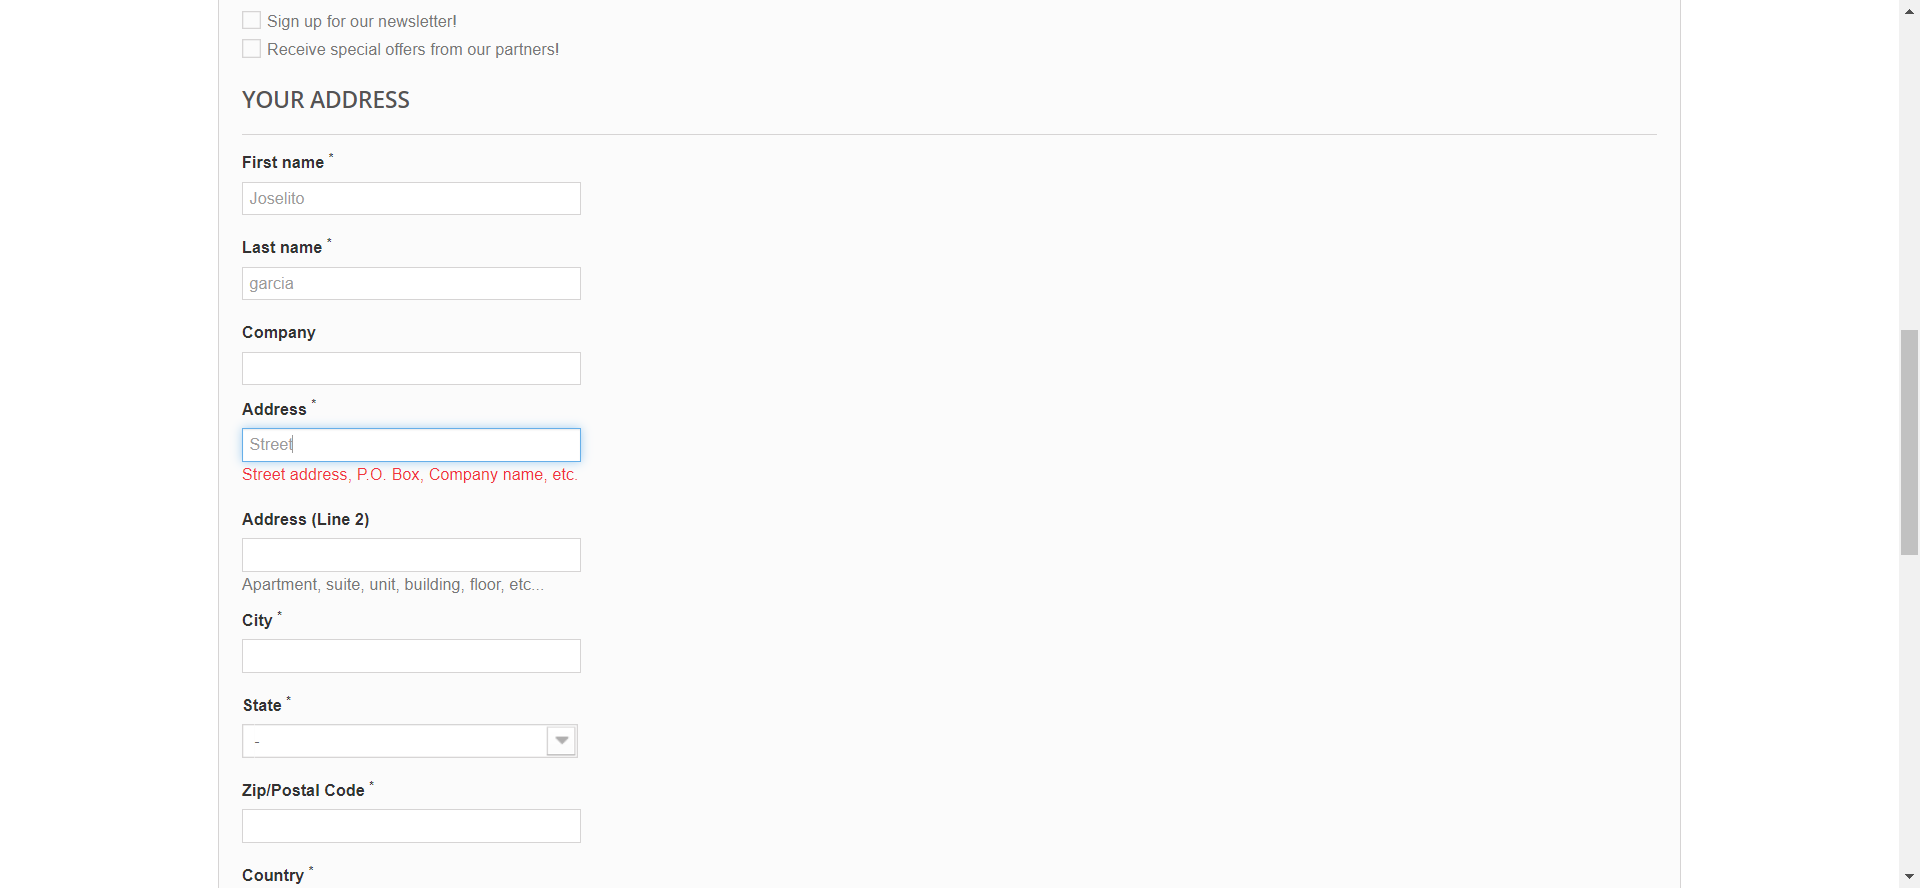 Sign up for our newsletter!
Receive special offers from our partners!
YOUR ADDRESS
First name *
Joselito
Last name *
garcia
Company
Address *
Street
Street address, P.O. Box, Company name, etc.
Address (Line 2)
Apartment, suite, unit, building, floor, etc...
City *
State *
-
Zip/Postal Code *
Country *